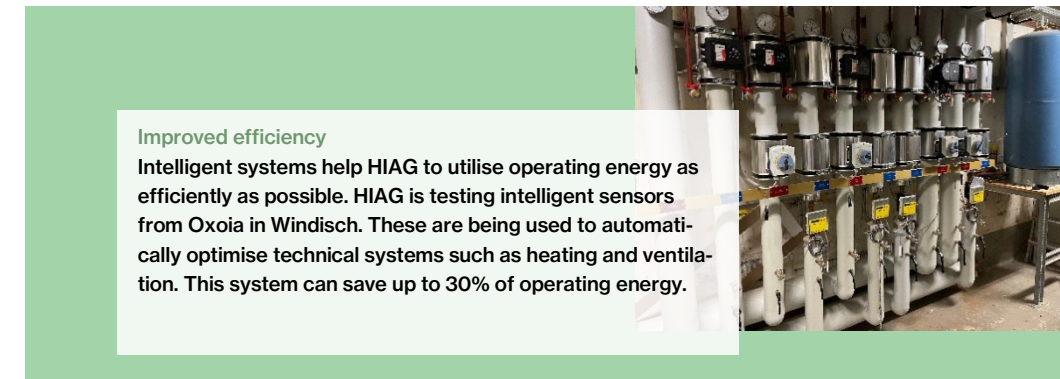 Improved efficiency
Intelligent systems help HIAG to utilise operating energy as
efficiently as possible. HIAG is testing intelligent sensors
from Oxoia in Windisch. These are being used to automati-
cally optimise technical systems such as heating and ventila-
tion. This system can save up to 30% of operating energy.